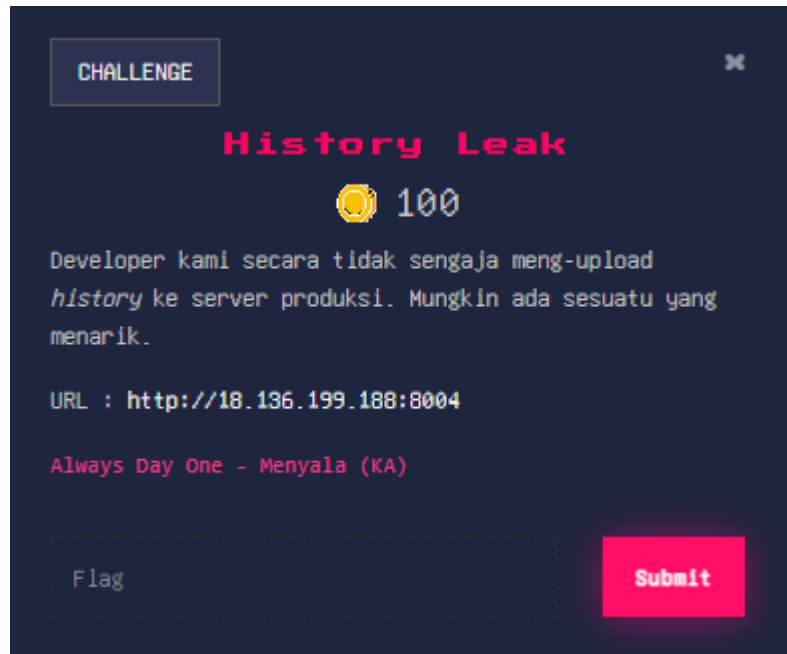 CHALLENGE
✖
History Leak
100
Developer kami secara tidak sengaja meng-upload
history ke server produksi. Mungkin ada sesuatu yang
menarik.
URL : http://18.136.199.188:8004
Always Day One - Menyala (KA)
Flag
Submit